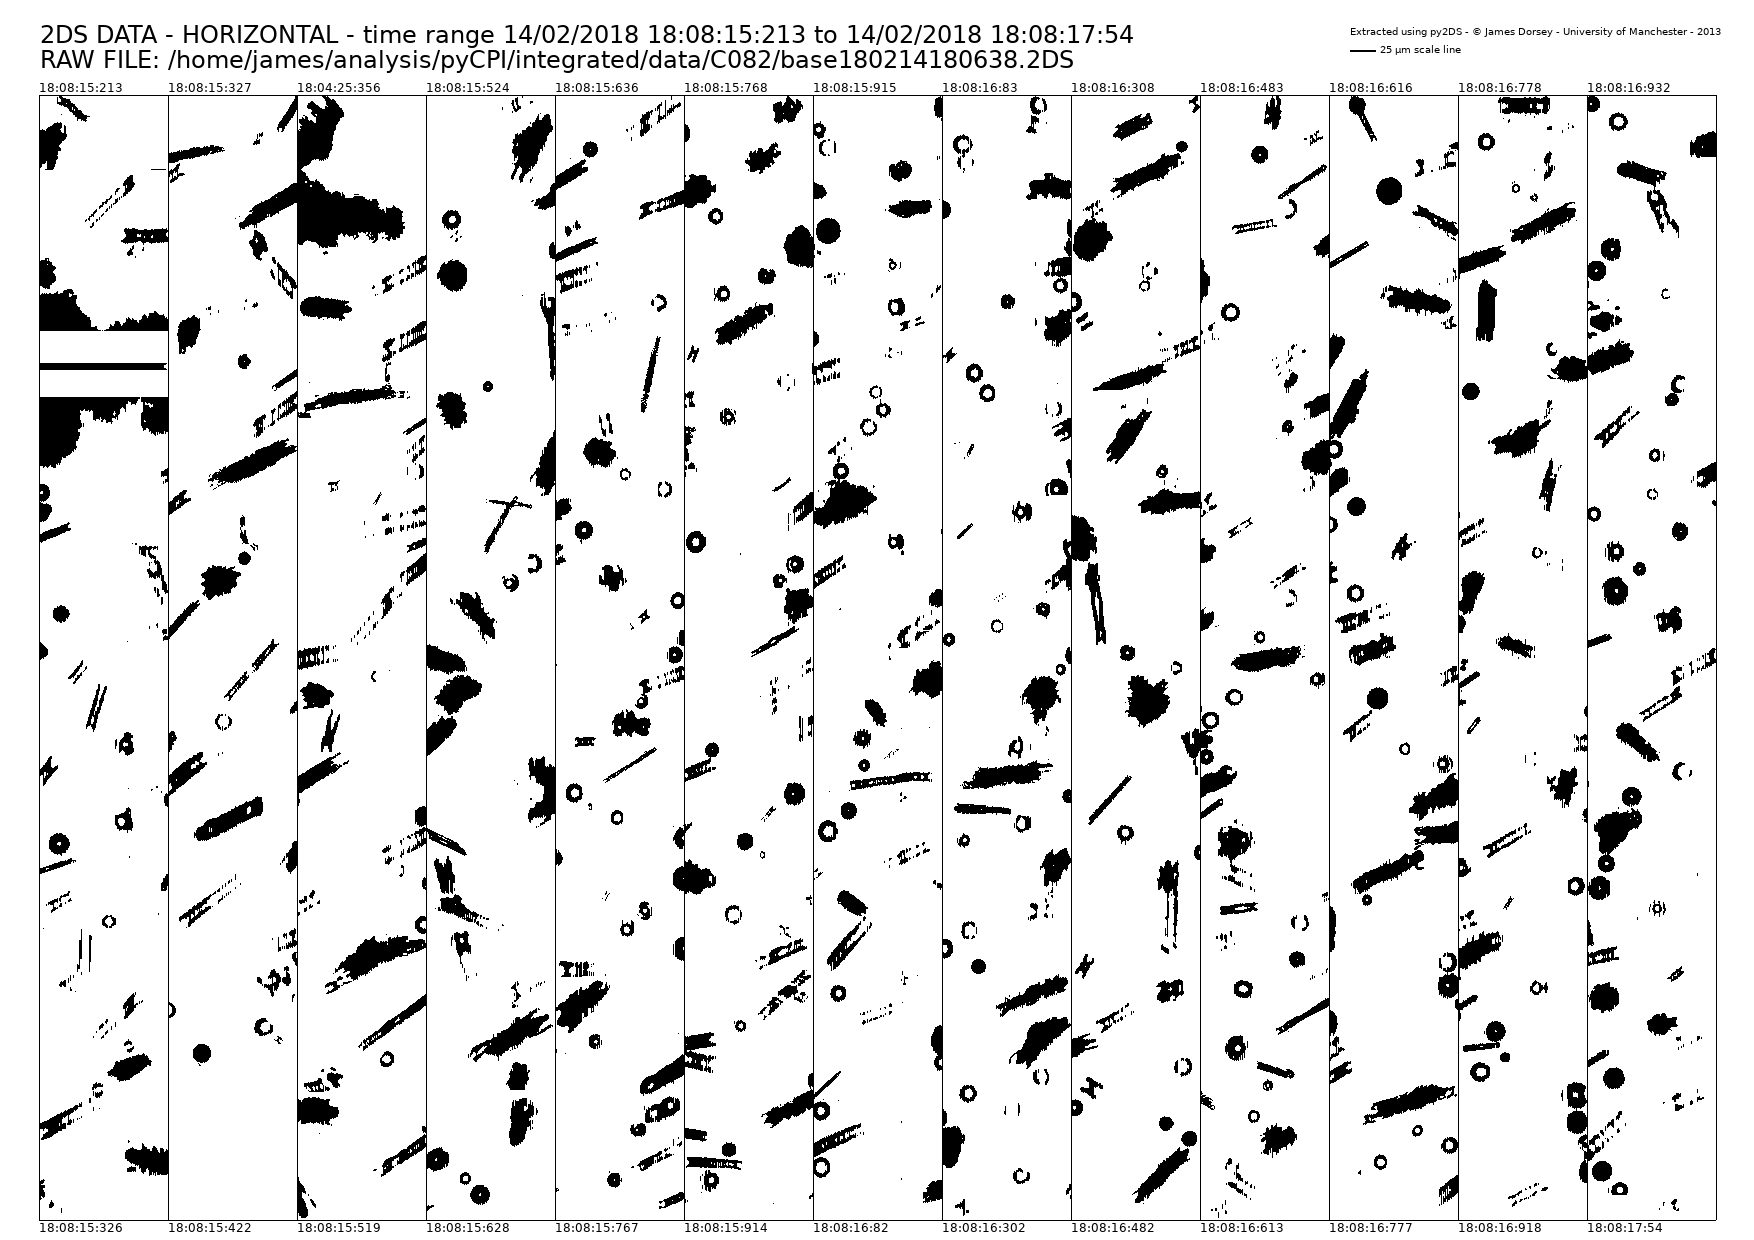 2DS DATA - HORIZONTAL - time range 14/02/2018 18:08:15:213 to 14/02/2018 18:08:17:54
RAW FILE: /home/james/analysis/pyCPI/integrated/data/C082/base180214180638.2DS
Extracted using py2DS - © James Dorsey - University of Manchester - 2013
25 µm scale line
18:08:15:213 18:08:15:327 18:04:25:356 18:08:15:524 18:08:15:636 18:08:15:768 18:08:15:915 18:08:16:83 18:08:16:308 18:08:16:483 18:08:16:616 18:08:16:778 18:08:16:932
18:08:15:326 18:08:15:422 18:08:15:519 18:08:15:628 18:08:15:767 18:08:15:914 18:08:16:82 18:08:16:302 18:08:16:482 18:08:16:613 18:08:16:777 18:08:16:918 18:08:17:54